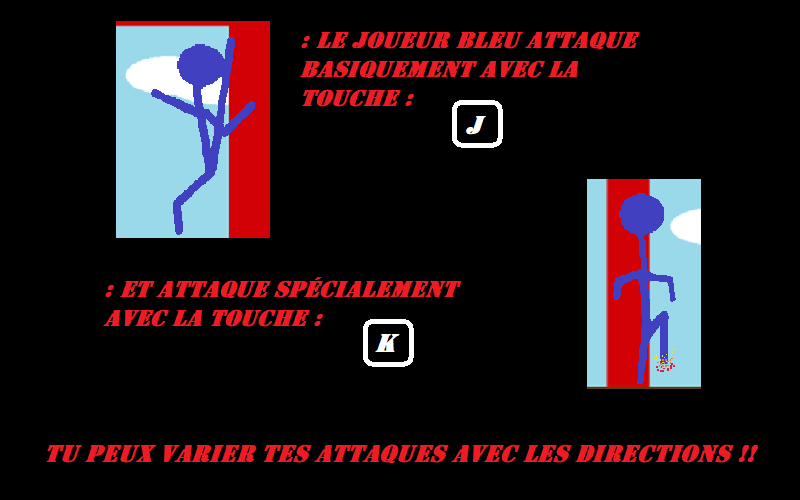 : LE JOUEUR BLEU ATTAQUE
BASIQUEMENT AVEC LA
TOUCHE :
J
: ET ATTAQUE SPÉCIALEMENT
AVEC LA TOUCHE :
K
TU PEUX VARIER TES ATTAQUES AVEC LES DIRECTIONS !!